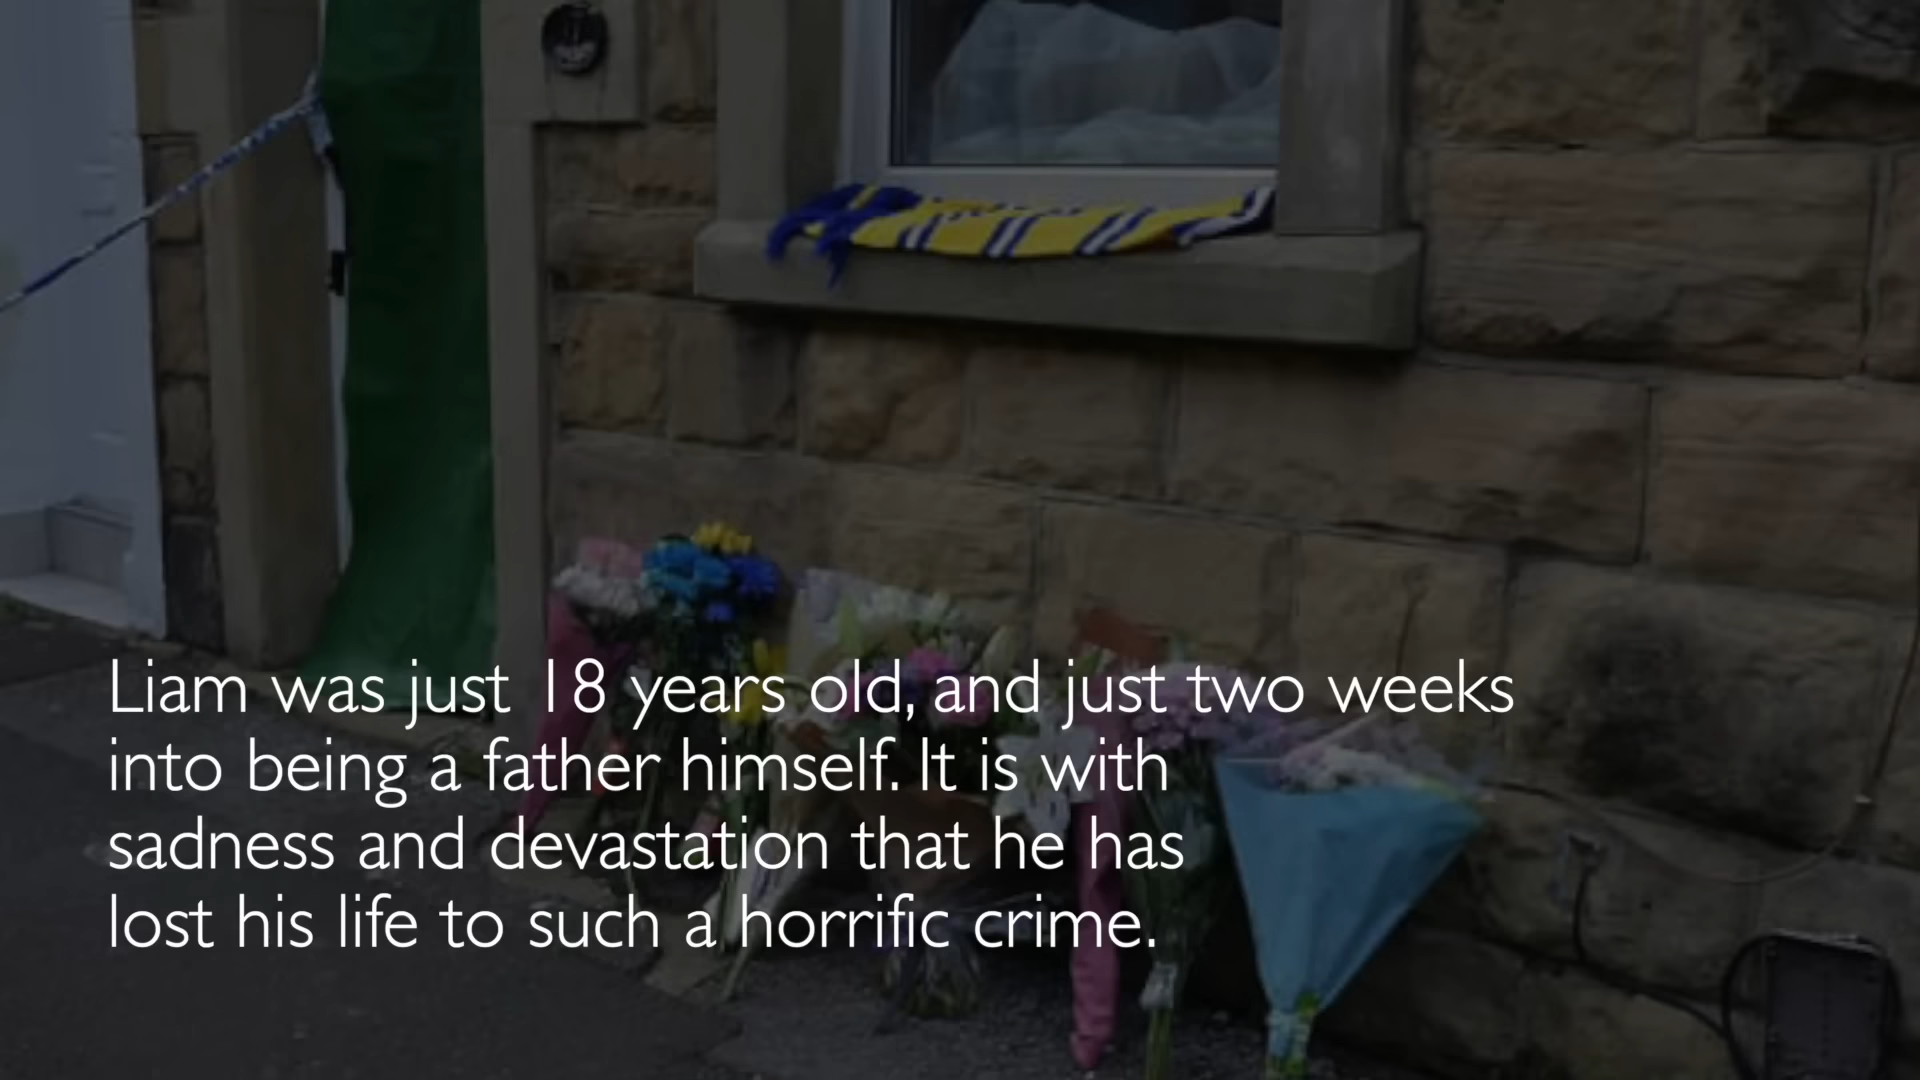 Liam was just 18 years old, and just two weeks
into being a father himself. It is with
sadness and devastation that he has
lost his life to such a horrific crime.